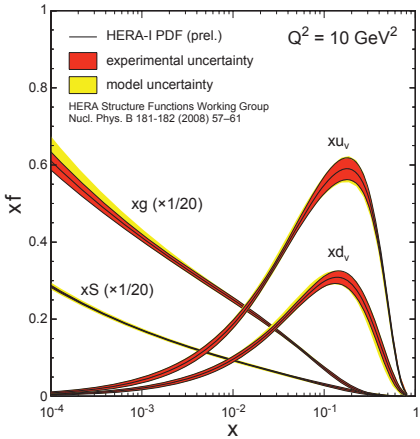 HERA-I PDF (prel.)
Q² = 10 GeV²
experimental uncertainty
model uncertainty
HERA Structure Functions Working Group
Nucl. Phys. B 181-182 (2008) 57–61
xf
1
0.8
0.6
0.4
0.2
0
xu_v
xg (×1/20)
xd_v
xS (×1/20)
10⁻⁴
10⁻³
10⁻²
10⁻¹
1
x